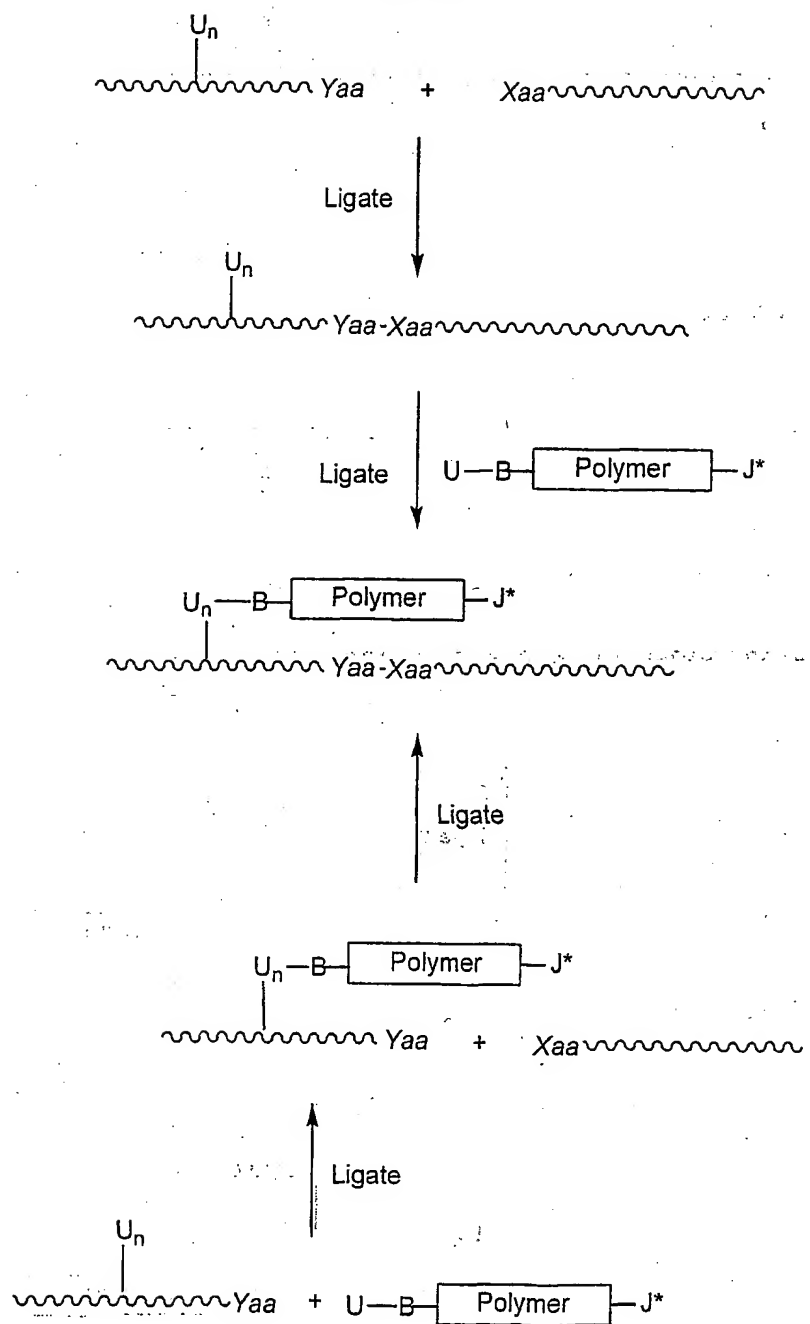 Un
Yaa + Xaa
Ligate
Un
Yaa-Xaa
Ligate U—B—Polymer—J*
Un—B—Polymer—J*
Yaa-Xaa
Ligate
Un—B—Polymer—J*
Yaa + Xaa
Ligate
Un
Yaa + U—B—Polymer—J*